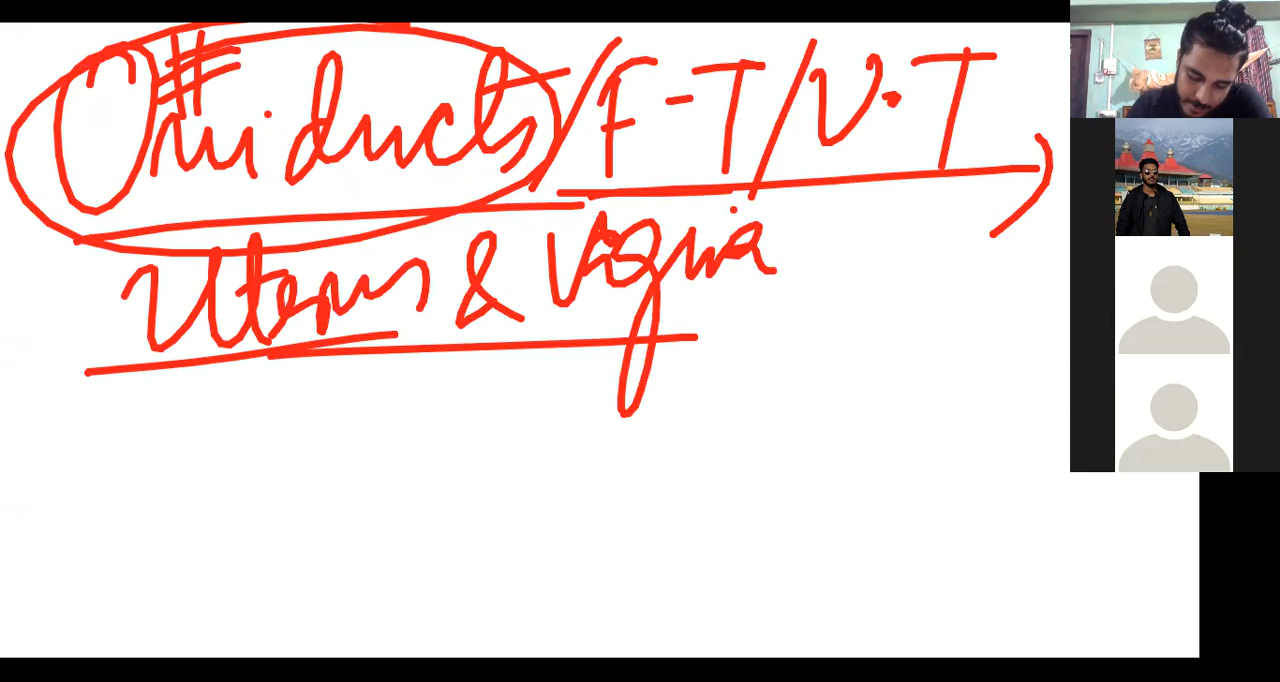 # Oviducts / F-T / U.T,
Uterus & Vagina